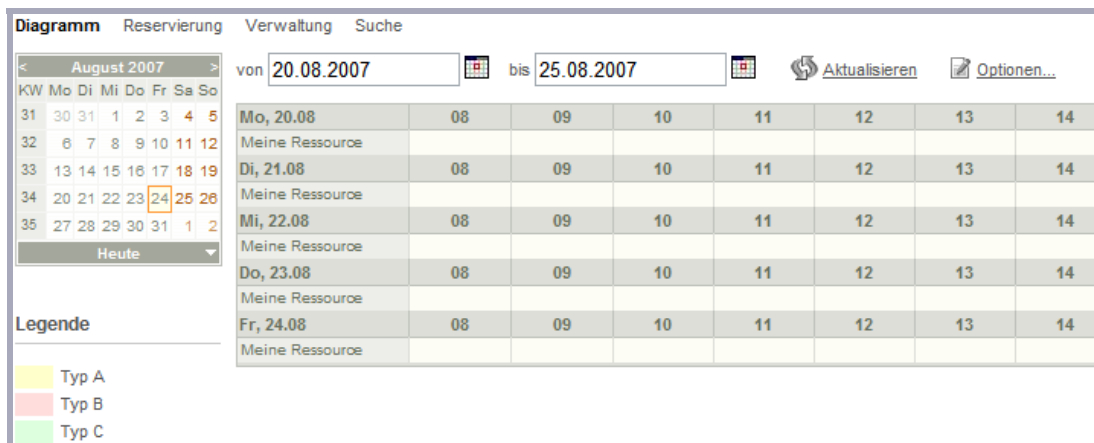 Diagramm Reservierung Verwaltung Suche
< August 2007 >
KW Mo Di Mi Do Fr Sa So
31 30 31 1 2 3 4 5
32 6 7 8 9 10 11 12
33 13 14 15 16 17 18 19
34 20 21 22 23 24 25 26
35 27 28 29 30 31 1 2
Heute
Legende
Typ A
Typ B
Typ C
von 20.08.2007 bis 25.08.2007 Aktualisieren Optionen...
Mo, 20.08 08 09 10 11 12 13 14
Meine Ressource
Di, 21.08 08 09 10 11 12 13 14
Meine Ressource
Mi, 22.08 08 09 10 11 12 13 14
Meine Ressource
Do, 23.08 08 09 10 11 12 13 14
Meine Ressource
Fr, 24.08 08 09 10 11 12 13 14
Meine Ressource